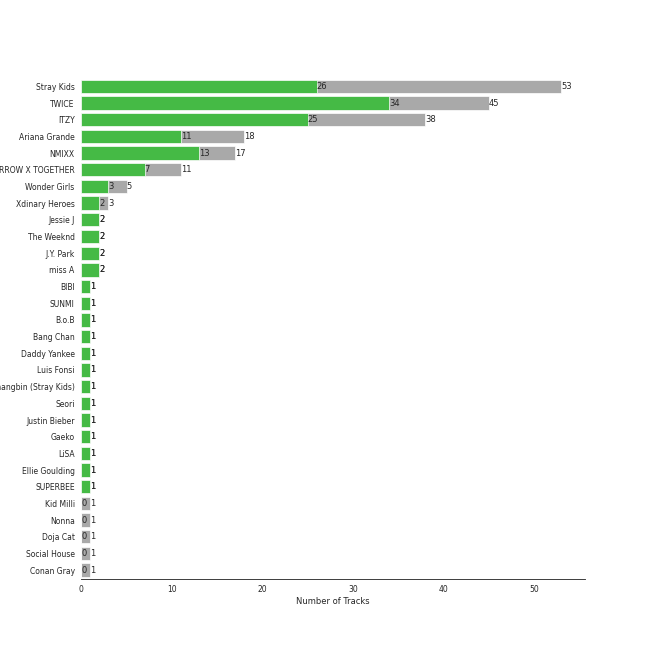 Stray Kids 26 53
TWICE 34 45
ITZY 25 38
Ariana Grande 11 18
NMIXX 13 17
RROW X TOGETHER 7 11
Wonder Girls 3 5
Xdinary Heroes 2 3
Jessie J 2
The Weeknd 2
J.Y. Park 2
miss A 2
BIBI 1
SUNMI 1
B.o.B 1
Bang Chan 1
Daddy Yankee 1
Luis Fonsi 1
angbin (Stray Kids) 1
Seori 1
Justin Bieber 1
Gaeko 1
LiSA 1
Ellie Goulding 1
SUPERBEE 1
Kid Milli 0 1
Nonna 0 1
Doja Cat 0 1
Social House 0 1
Conan Gray 0 1
0 10 20 30 40 50
Number of Tracks